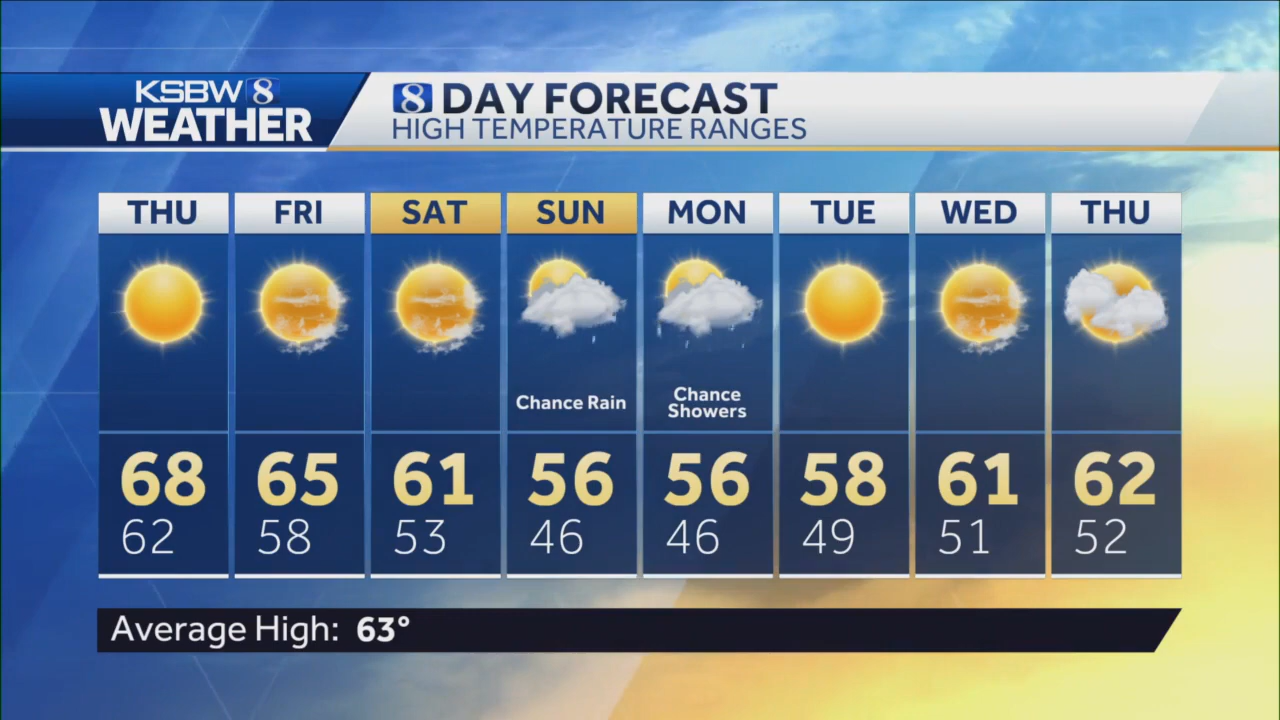 KSBW 8
WEATHER
8 DAY FORECAST
HIGH TEMPERATURE RANGES
THU FRI SAT SUN MON TUE WED THU
Chance Rain
Chance
Showers
68 65 61 56 56 58 61 62
62 58 53 46 46 49 51 52
Average High: 63°